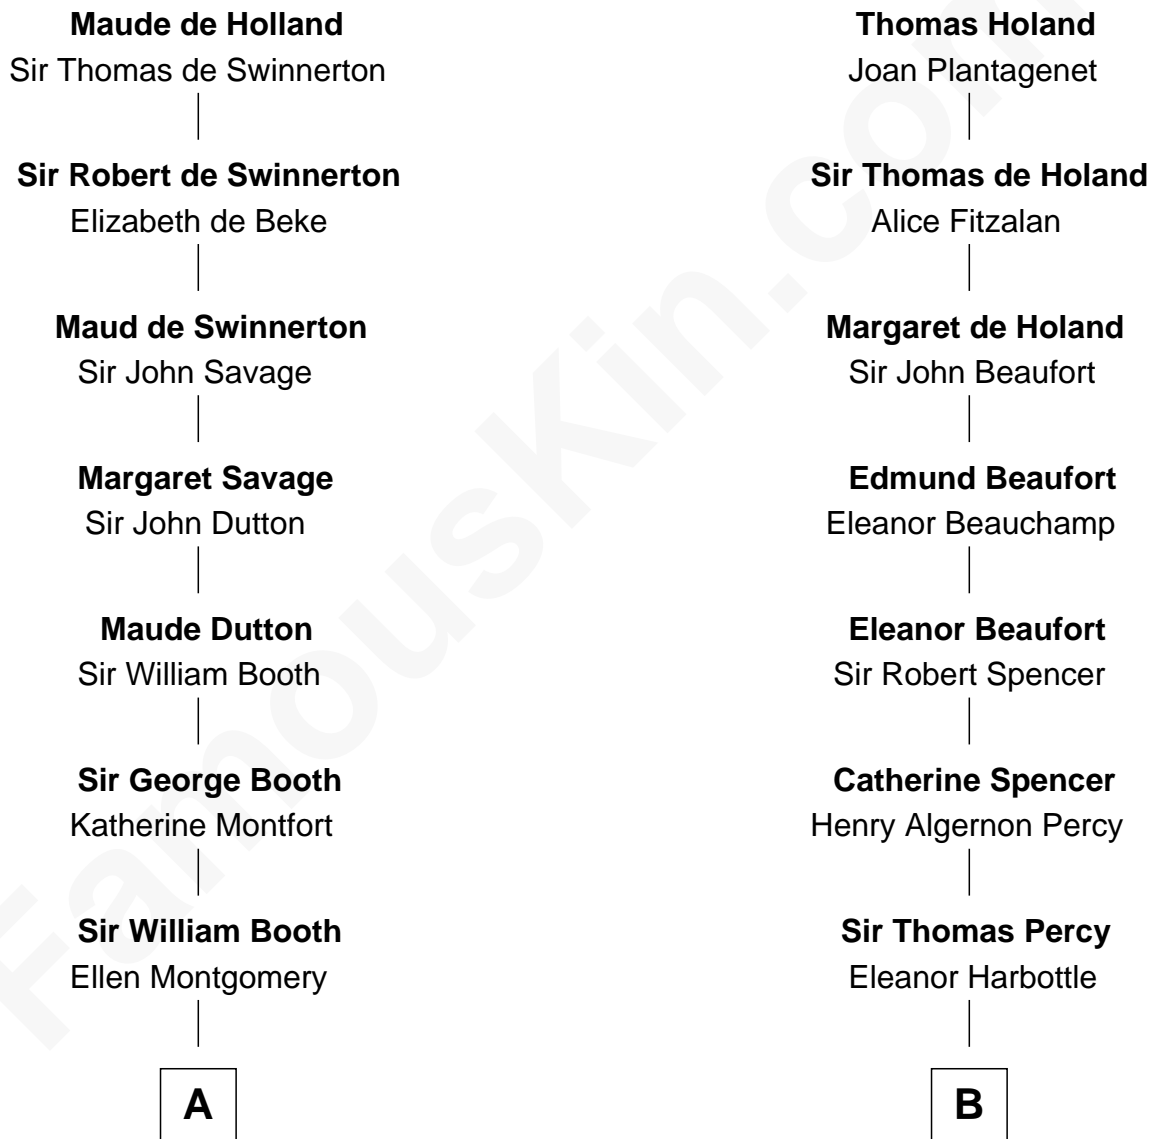 Maude de Holland
Sir Thomas de Swinnerton
Sir Robert de Swinnerton
Elizabeth de Beke
Maud de Swinnerton
Sir John Savage
Margaret Savage
Sir John Dutton
Maude Dutton
Sir William Booth
Sir George Booth
Katherine Montfort
Sir William Booth
Ellen Montgomery
A
Thomas Holand
Joan Plantagenet
Sir Thomas de Holand
Alice Fitzalan
Margaret de Holand
Sir John Beaufort
Edmund Beaufort
Eleanor Beauchamp
Eleanor Beaufort
Sir Robert Spencer
Catherine Spencer
Henry Algernon Percy
Sir Thomas Percy
Eleanor Harbottle
B
FamousKin.com